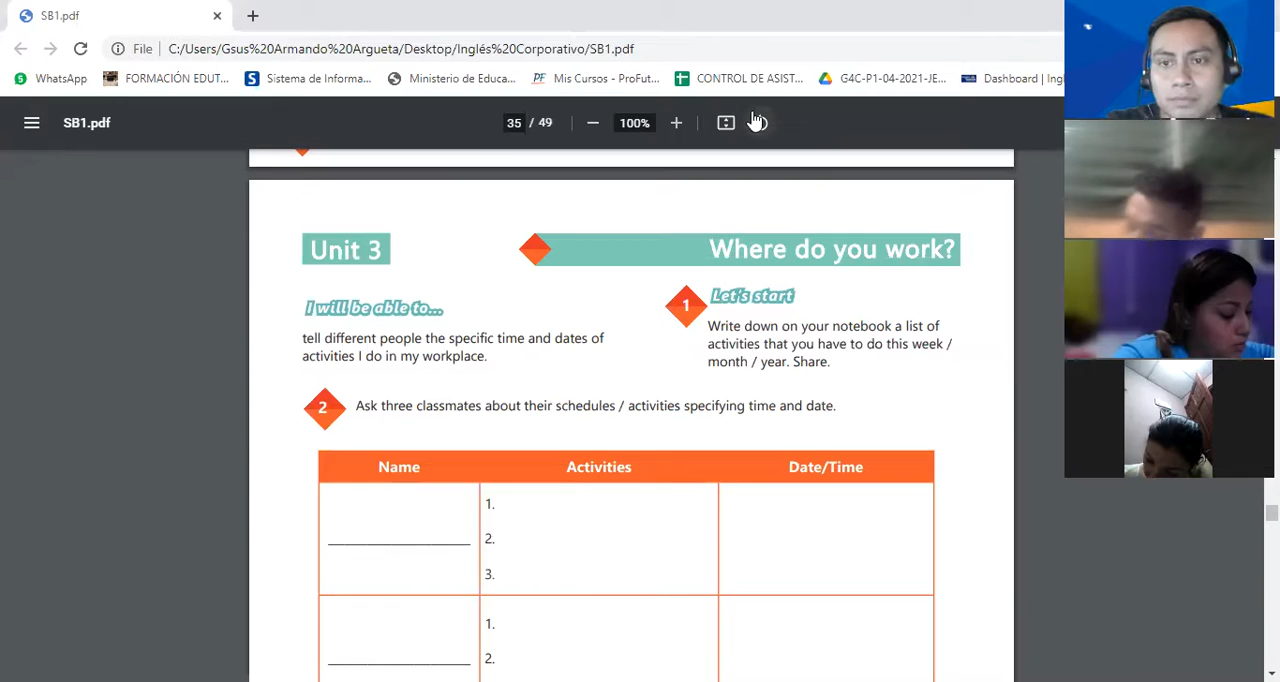 SB1.pdf
File C:/Users/Gsus%20Armando%20Argueta/Desktop/Inglés%20Corporativo/SB1.pdf
WhatsApp FORMACIÓN EDUT... Sistema de Informa... Ministerio de Educa... Mis Cursos - ProFut... CONTROL DE ASIST... G4C-P1-04-2021-JE... Dashboard | Ingl
SB1.pdf 35 / 49 100%
Unit 3 Where do you work?
I will be able to...
tell different people the specific time and dates of
activities I do in my workplace.
1 Let's start
Write down on your notebook a list of
activities that you have to do this week /
month / year. Share.
2 Ask three classmates about their schedules / activities specifying time and date.
Name Activities Date/Time
1.
2.
3.
1.
2.